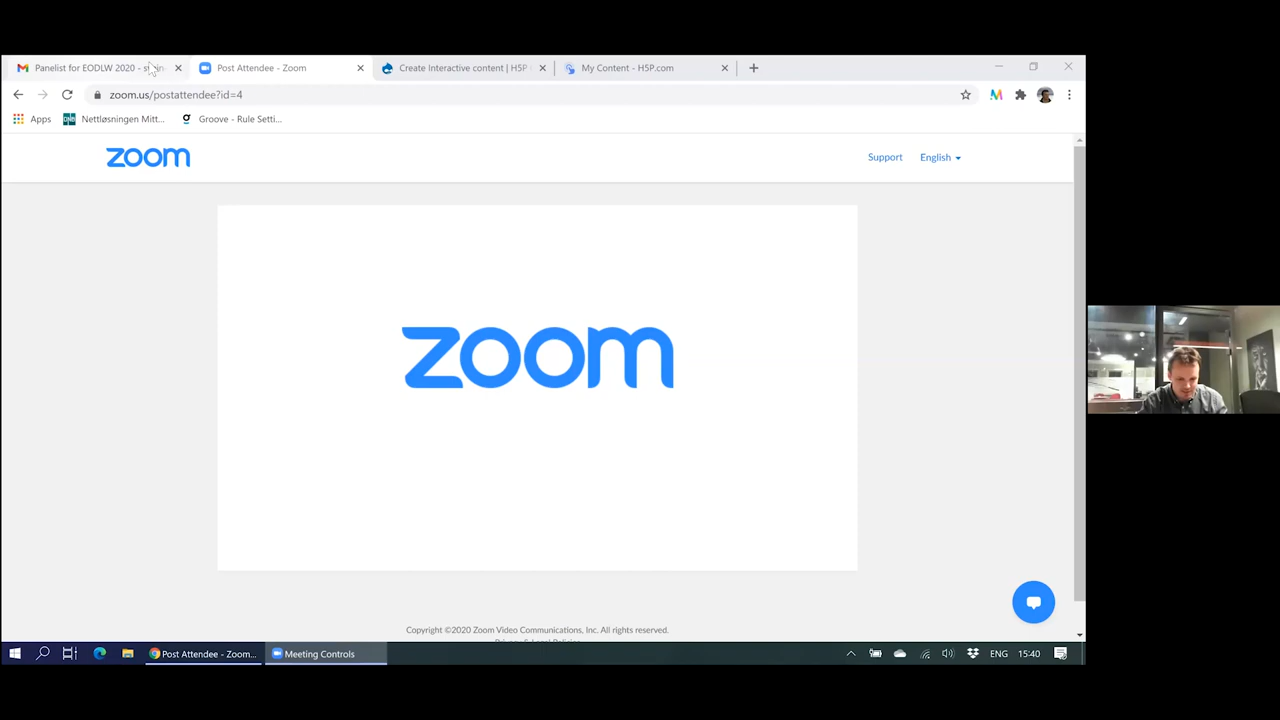 Panelist for EODLW 2020 -
Post Attendee - Zoom
Create Interactive content | H5P
My Content - H5P.com
zoom.us/postattendee?id=4
Apps
Nettløsningen Mitt...
Groove - Rule Setti...
zoom
Support
English
zoom
Copyright ©2020 Zoom Video Communications, Inc. All rights reserved.
Post Attendee - Zoom...
Meeting Controls
ENG
15:40